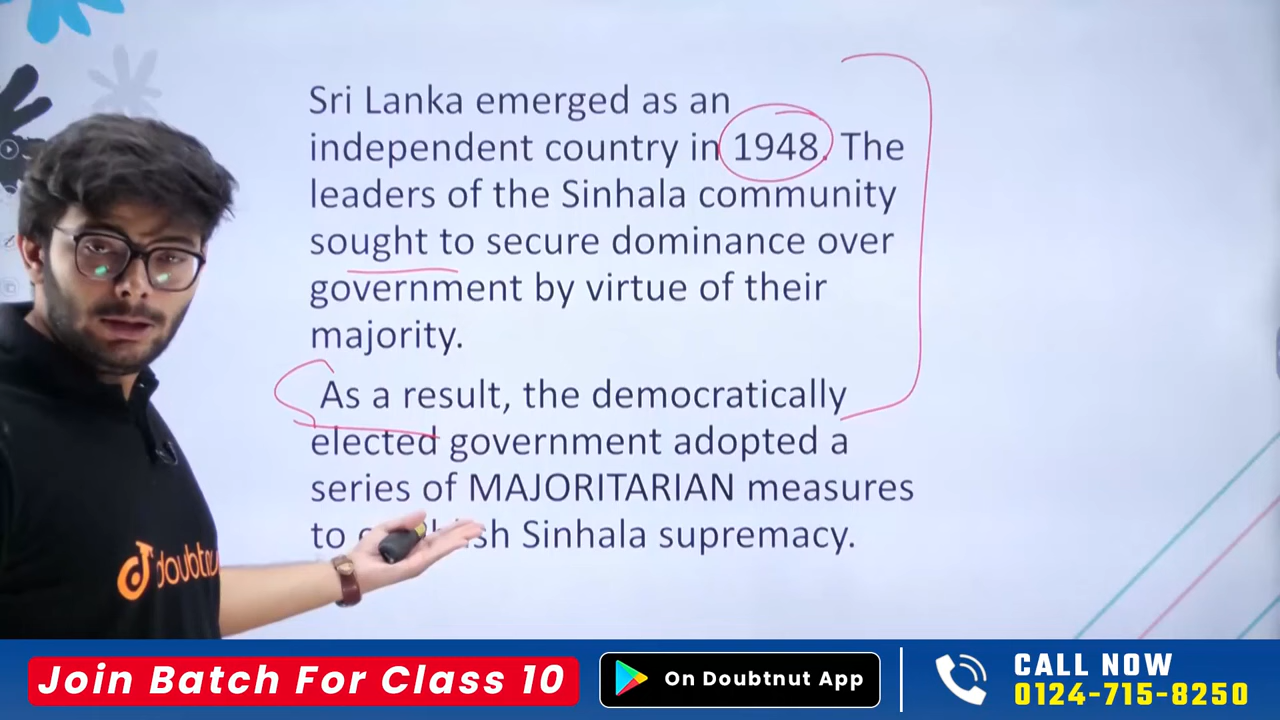 Sri Lanka emerged as an
independent country in 1948. The
leaders of the Sinhala community
sought to secure dominance over
government by virtue of their
majority.
As a result, the democratically
elected government adopted a
series of MAJORITARIAN measures
to Sinhala supremacy.
doubtnu
Join Batch For Class 10
On Doubtnut App
CALL NOW
0124-715-8250